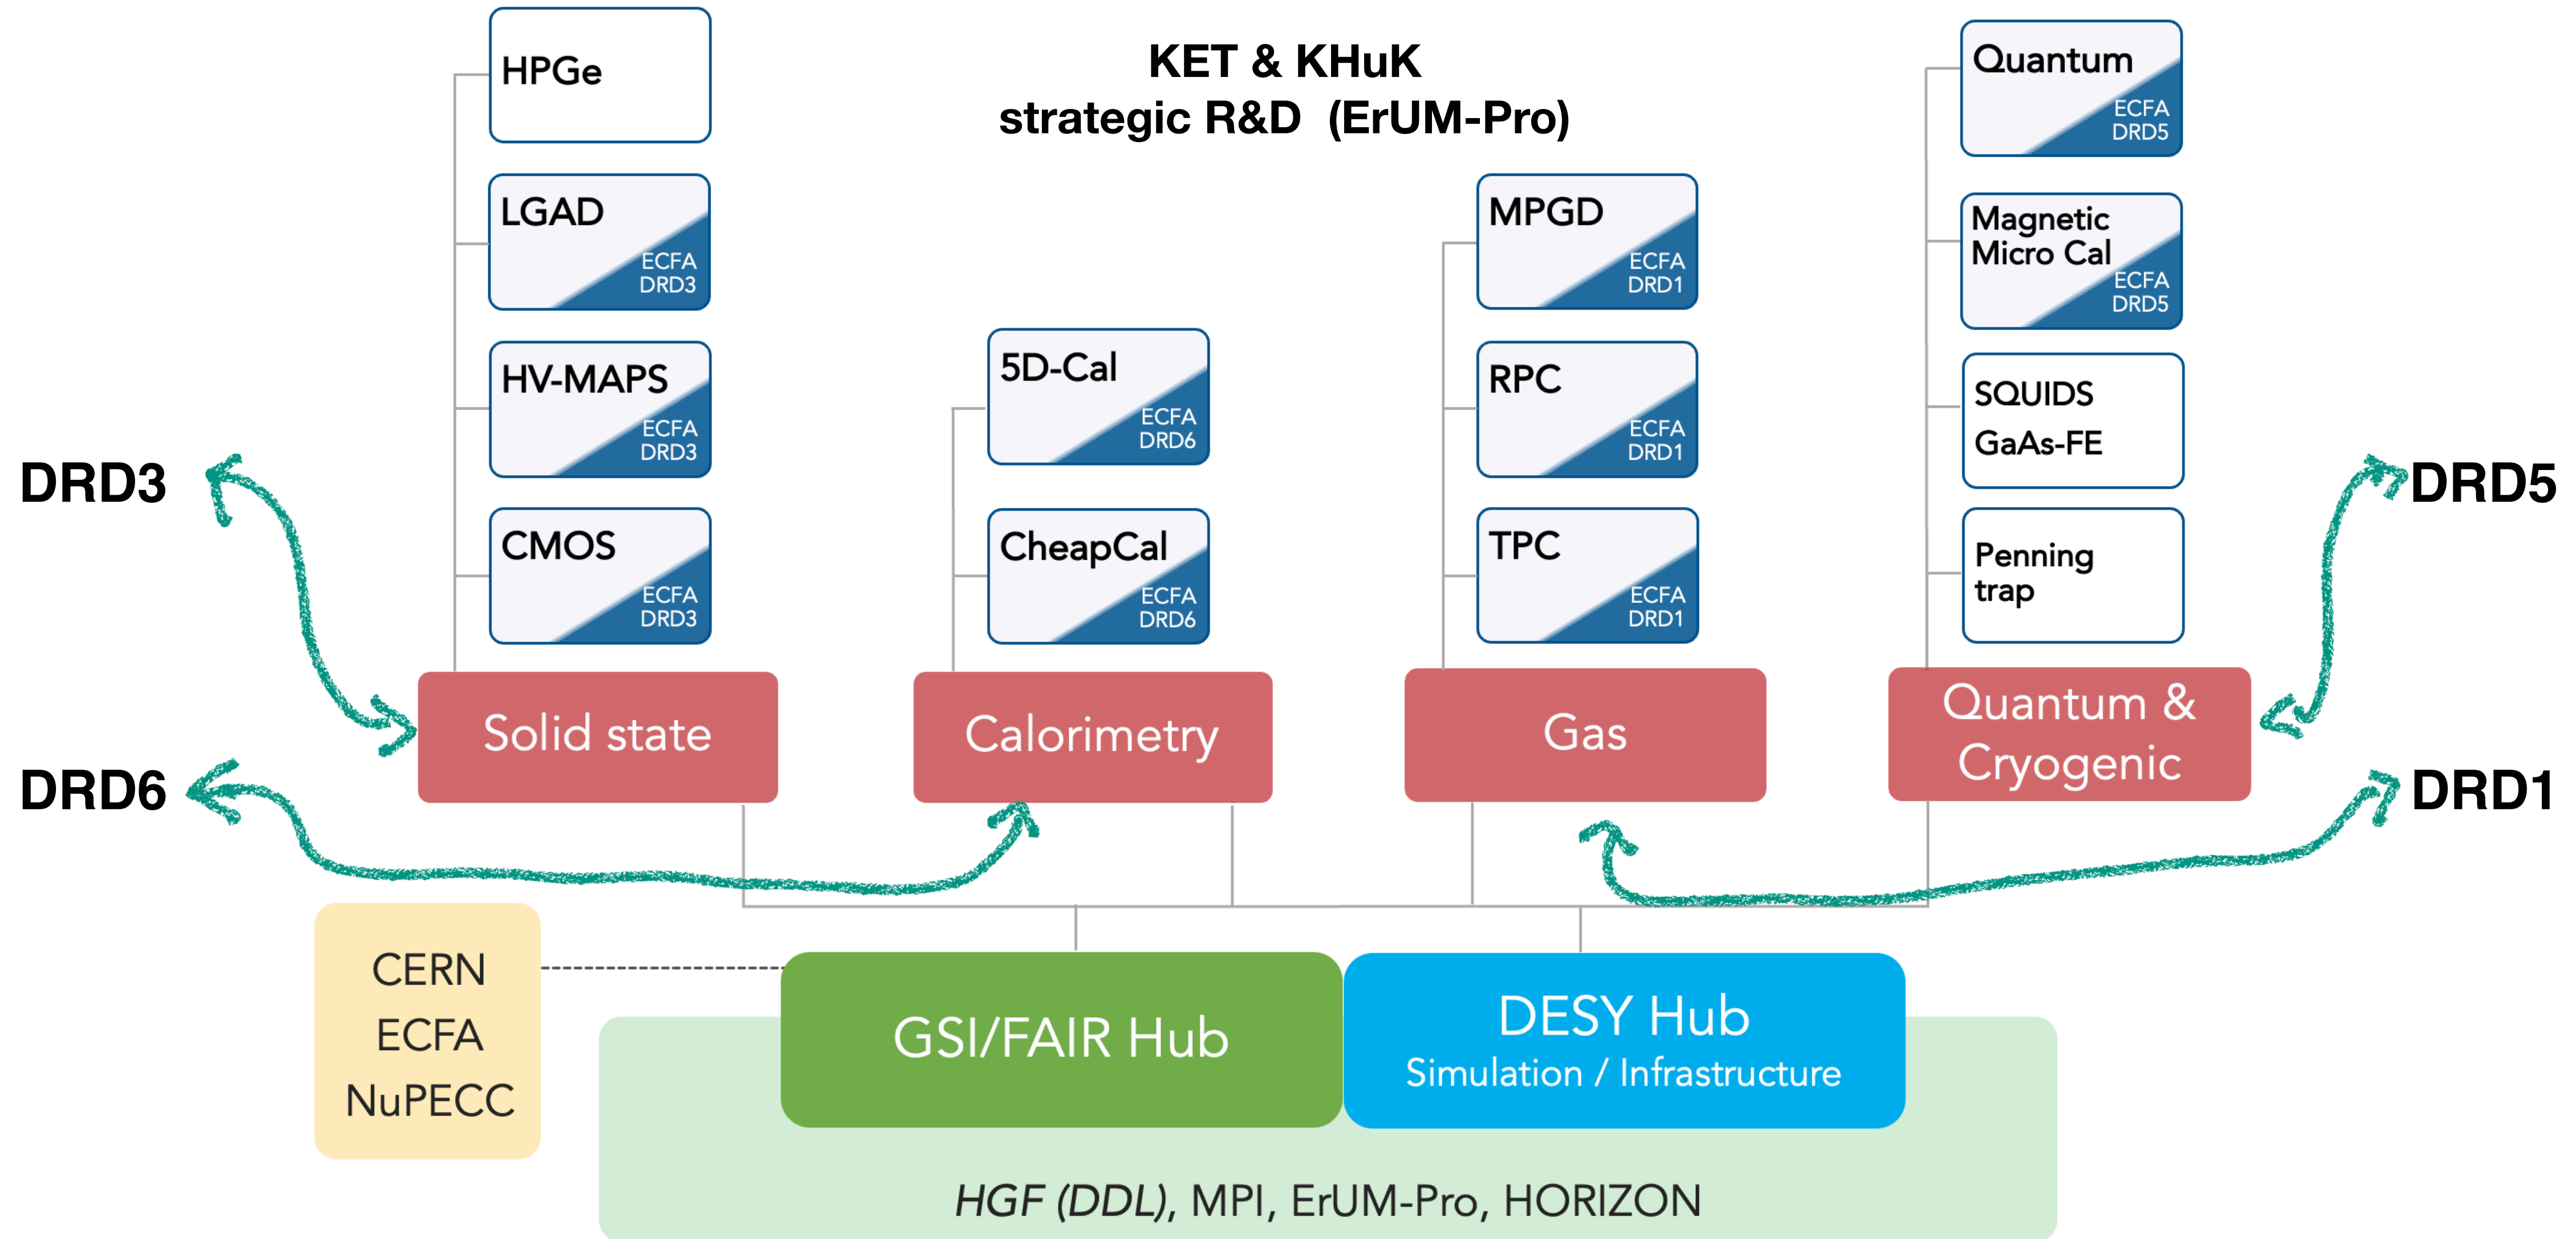 KET & KHuK
strategic R&D (ErUM-Pro)
HPGe
LGAD
ECFA
DRD3
HV-MAPS
ECFA
DRD3
CMOS
ECFA
DRD3
Solid state
5D-Cal
ECFA
DRD6
CheapCal
ECFA
DRD6
Calorimetry
MPGD
ECFA
DRD1
RPC
ECFA
DRD1
TPC
ECFA
DRD1
Gas
Quantum
ECFA
DRD5
Magnetic
Micro Cal
ECFA
DRD5
SQUIDS
GaAs-FE
Penning
trap
Quantum &
Cryogenic
DRD3
DRD6
DRD5
DRD1
CERN
ECFA
NuPECC
GSI/FAIR Hub
DESY Hub
Simulation / Infrastructure
HGF (DDL), MPI, ErUM-Pro, HORIZON